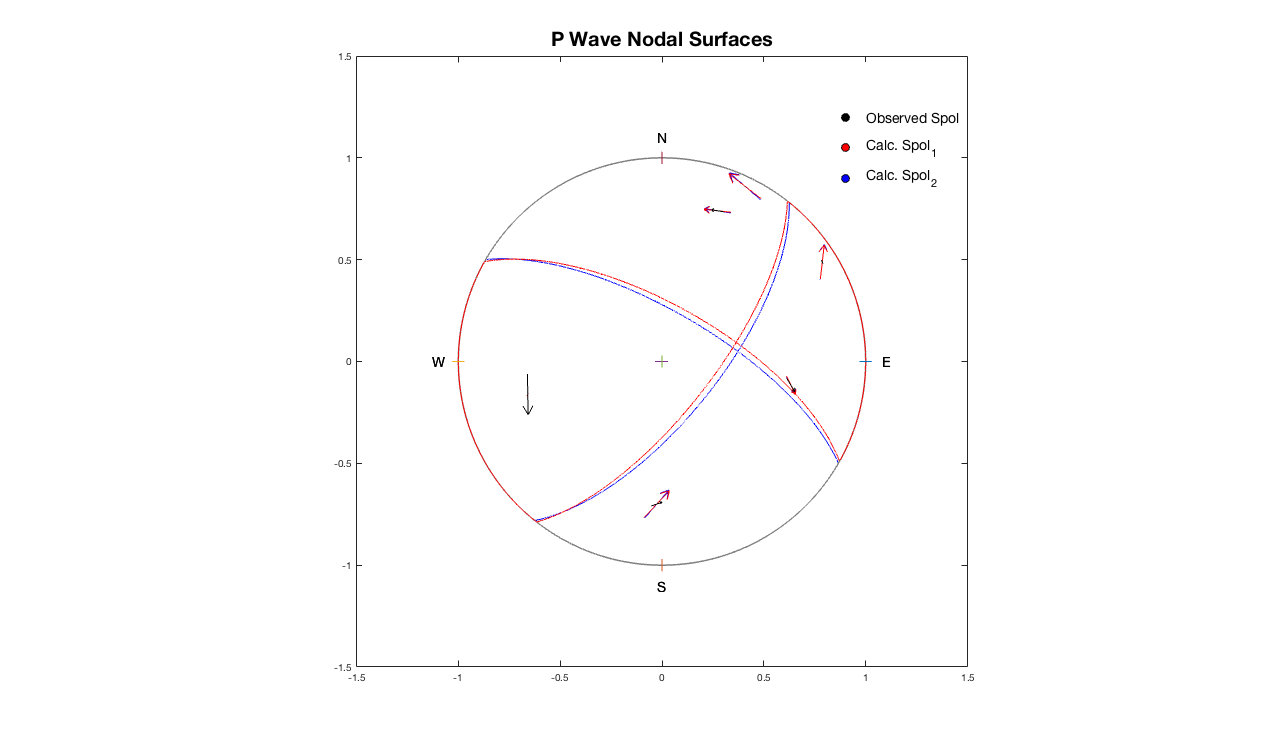 P Wave Nodal Surfaces
1.5
Observed Spol
N
Calc. Spol1
1
Calc. Spol2
0.5
W
0
E
-0.5
-1
S
-1.5
-1.5 -1 -0.5 0 0.5 1 1.5